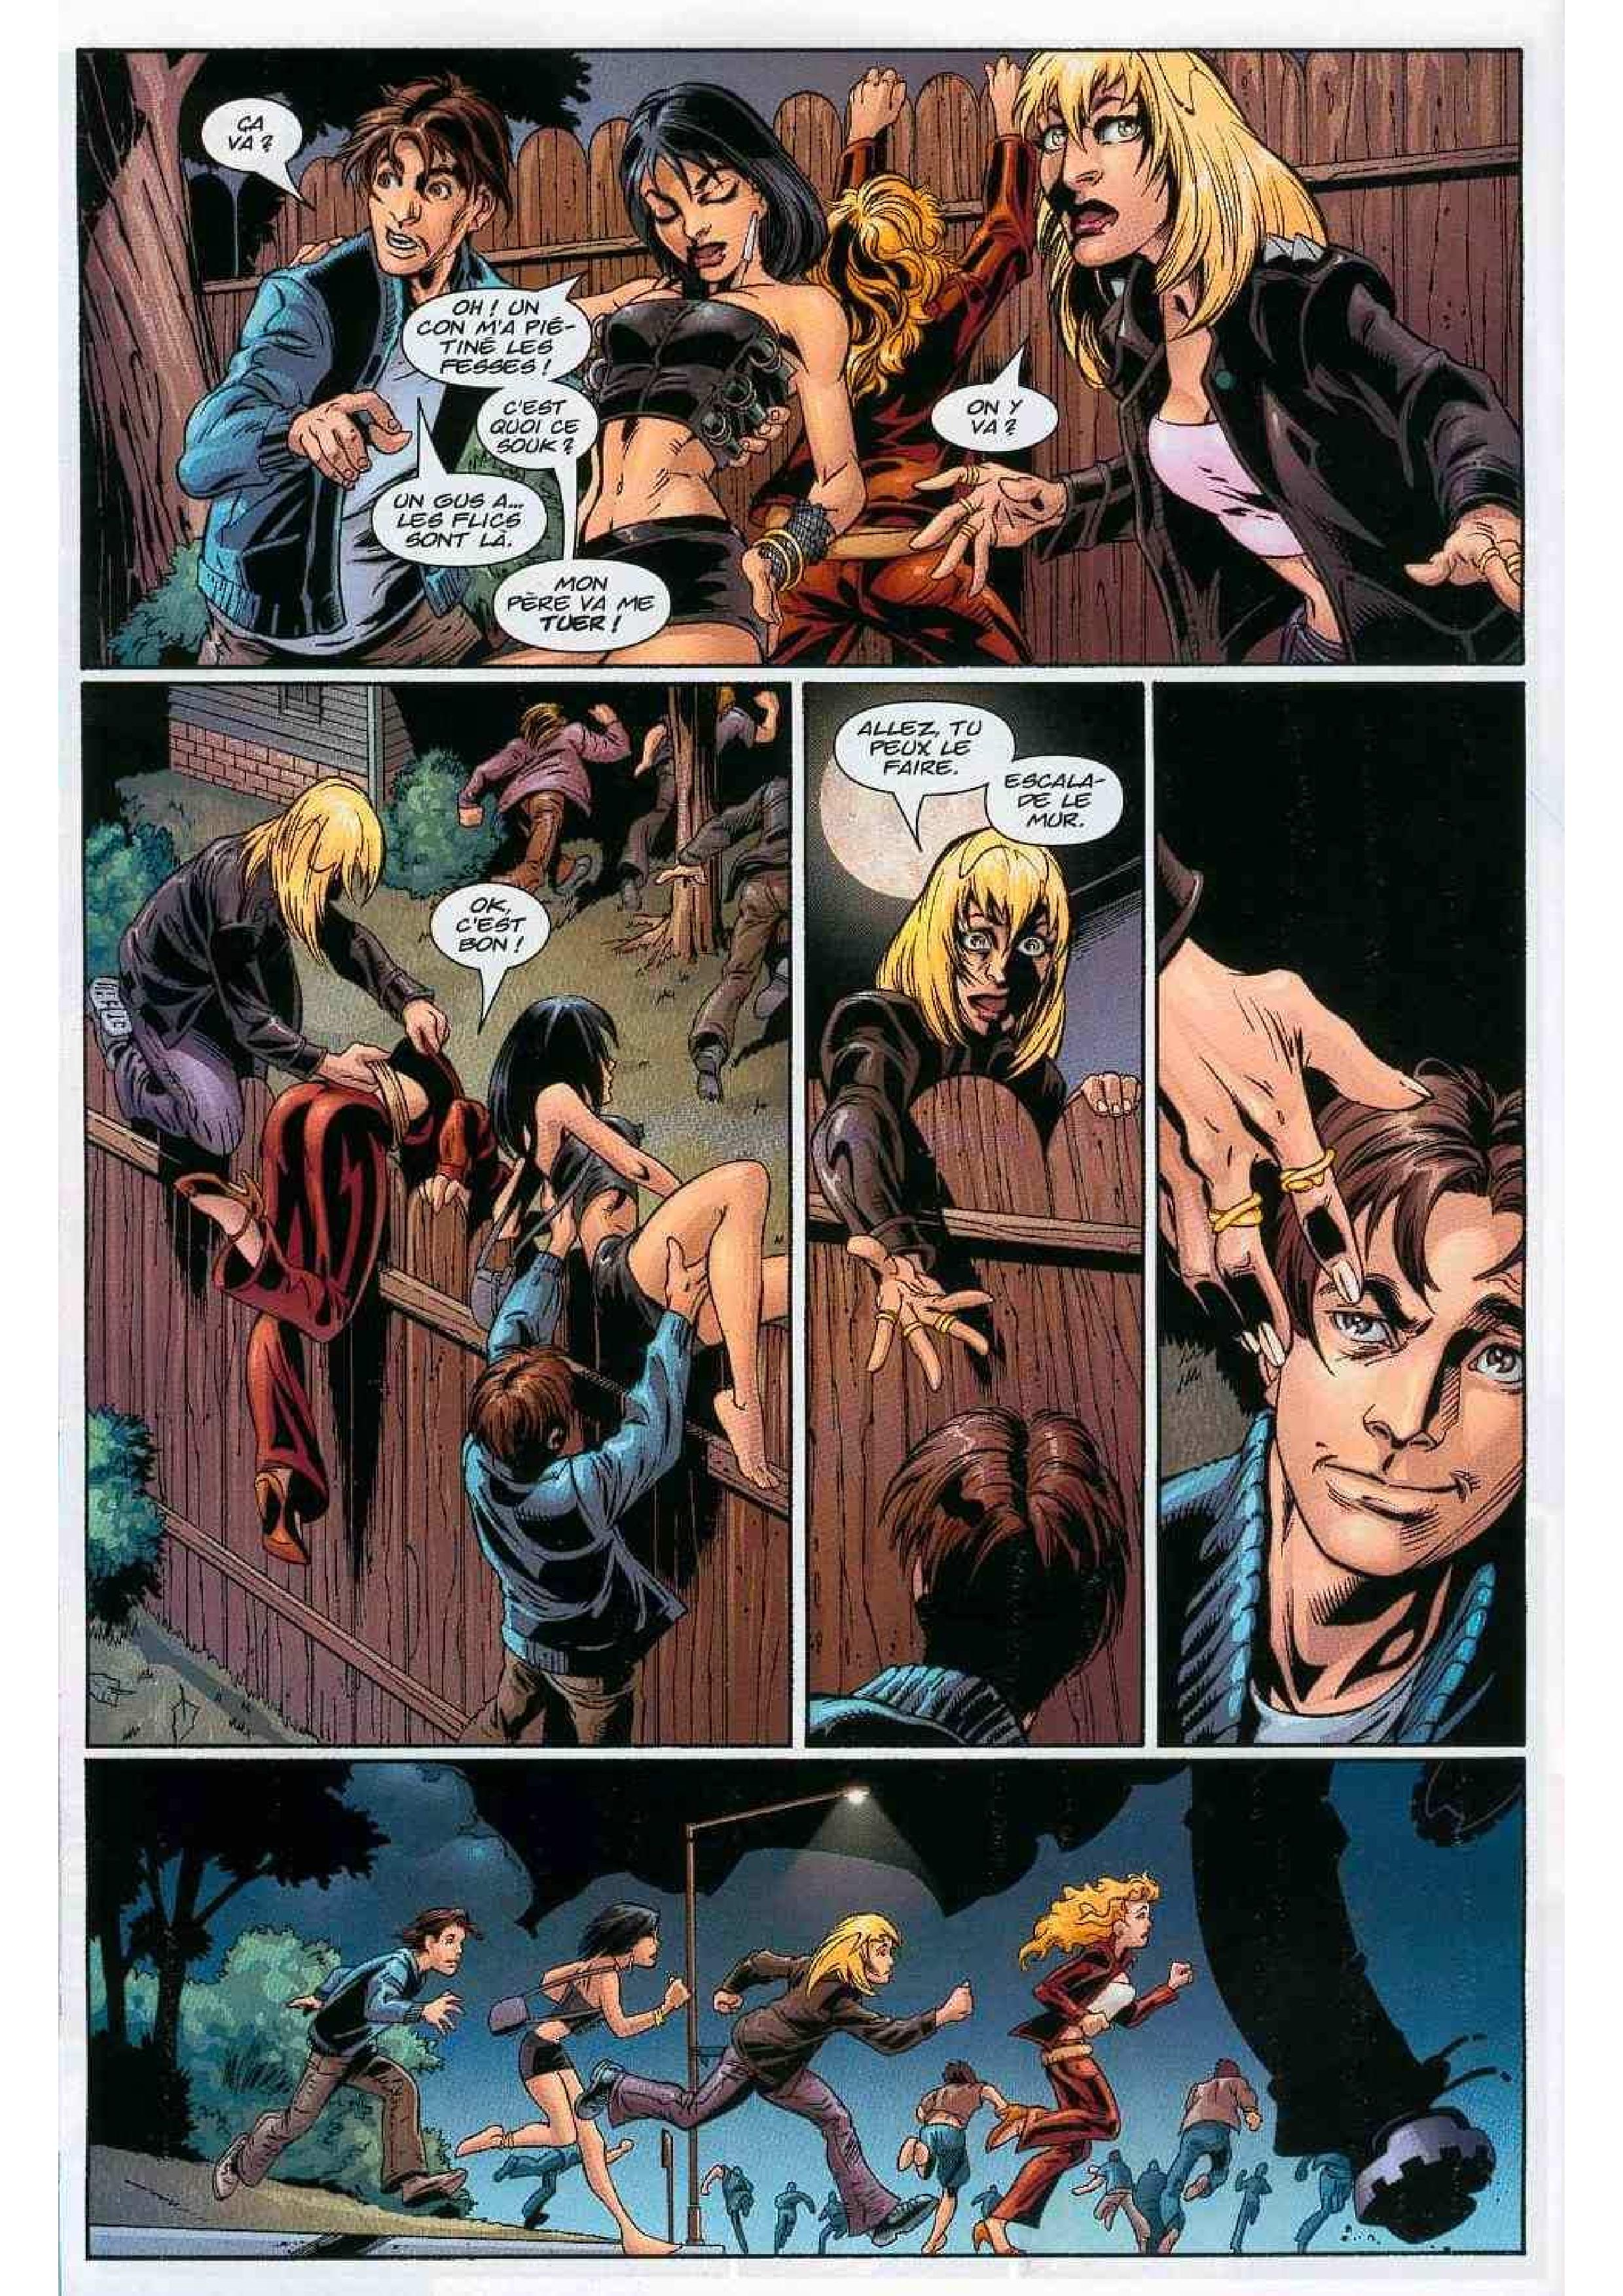 ÇA
VA ?
OH ! UN
CON M'A PIÉ-
TINÉ LES
FESSES !
C'EST
QUOI CE
SOUK ?
UN GUS A...
LES FLICS
SONT LÀ.
MON
PÈRE VA ME
TUER !
ON Y
VA ?
OK,
C'EST
BON !
ALLEZ, TU
PEUX LE
FAIRE.
ESCALA-
DE LE
MUR.